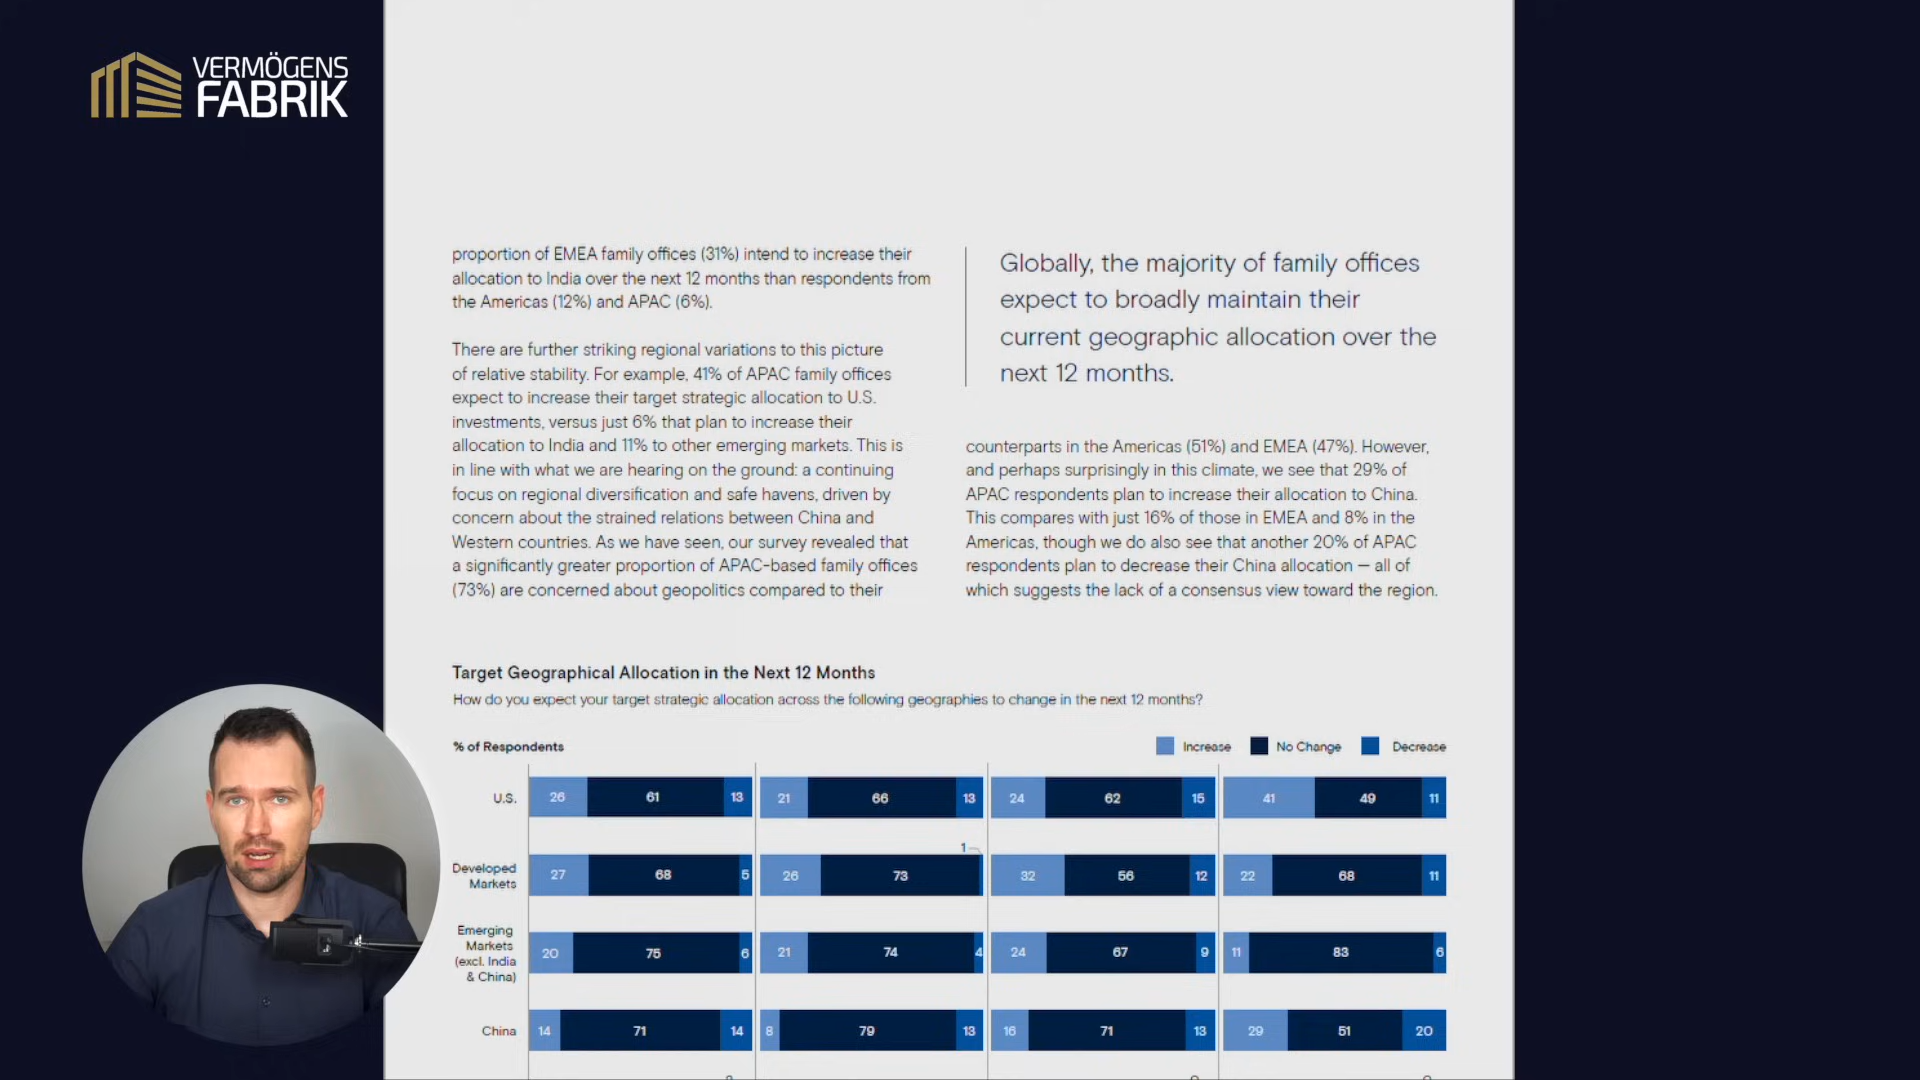 VERMÖGENS
FABRIK
proportion of EMEA family offices (31%) intend to increase their
allocation to India over the next 12 months than respondents from
the Americas (12%) and APAC (6%).
There are further striking regional variations to this picture
of relative stability. For example, 41% of APAC family offices
expect to increase their target strategic allocation to U.S.
investments, versus just 6% that plan to increase their
allocation to India and 11% to other emerging markets. This is
in line with what we are hearing on the ground: a continuing
focus on regional diversification and safe havens, driven by
concern about the strained relations between China and
Western countries. As we have seen, our survey revealed that
a significantly greater proportion of APAC-based family offices
(73%) are concerned about geopolitics compared to their
Globally, the majority of family offices
expect to broadly maintain their
current geographic allocation over the
next 12 months.
counterparts in the Americas (51%) and EMEA (47%). However,
and perhaps surprisingly in this climate, we see that 29% of
APAC respondents plan to increase their allocation to China.
This compares with just 16% of those in EMEA and 8% in the
Americas, though we do also see that another 20% of APAC
respondents plan to decrease their China allocation — all of
which suggests the lack of a consensus view toward the region.
Target Geographical Allocation in the Next 12 Months
How do you expect your target strategic allocation across the following geographies to change in the next 12 months?
% of Respondents
Increase No Change Decrease
U.S. 26 61 13 21 66 13 24 62 15 41 49 11
1
Developed
Markets
27 68 5 26 73 32 56 12 22 68 11
Emerging
Markets
(excl. India
& China)
20 75 6 21 74 4 24 67 9 11 83 6
China 14 71 14 8 79 13 16 71 13 29 51 20